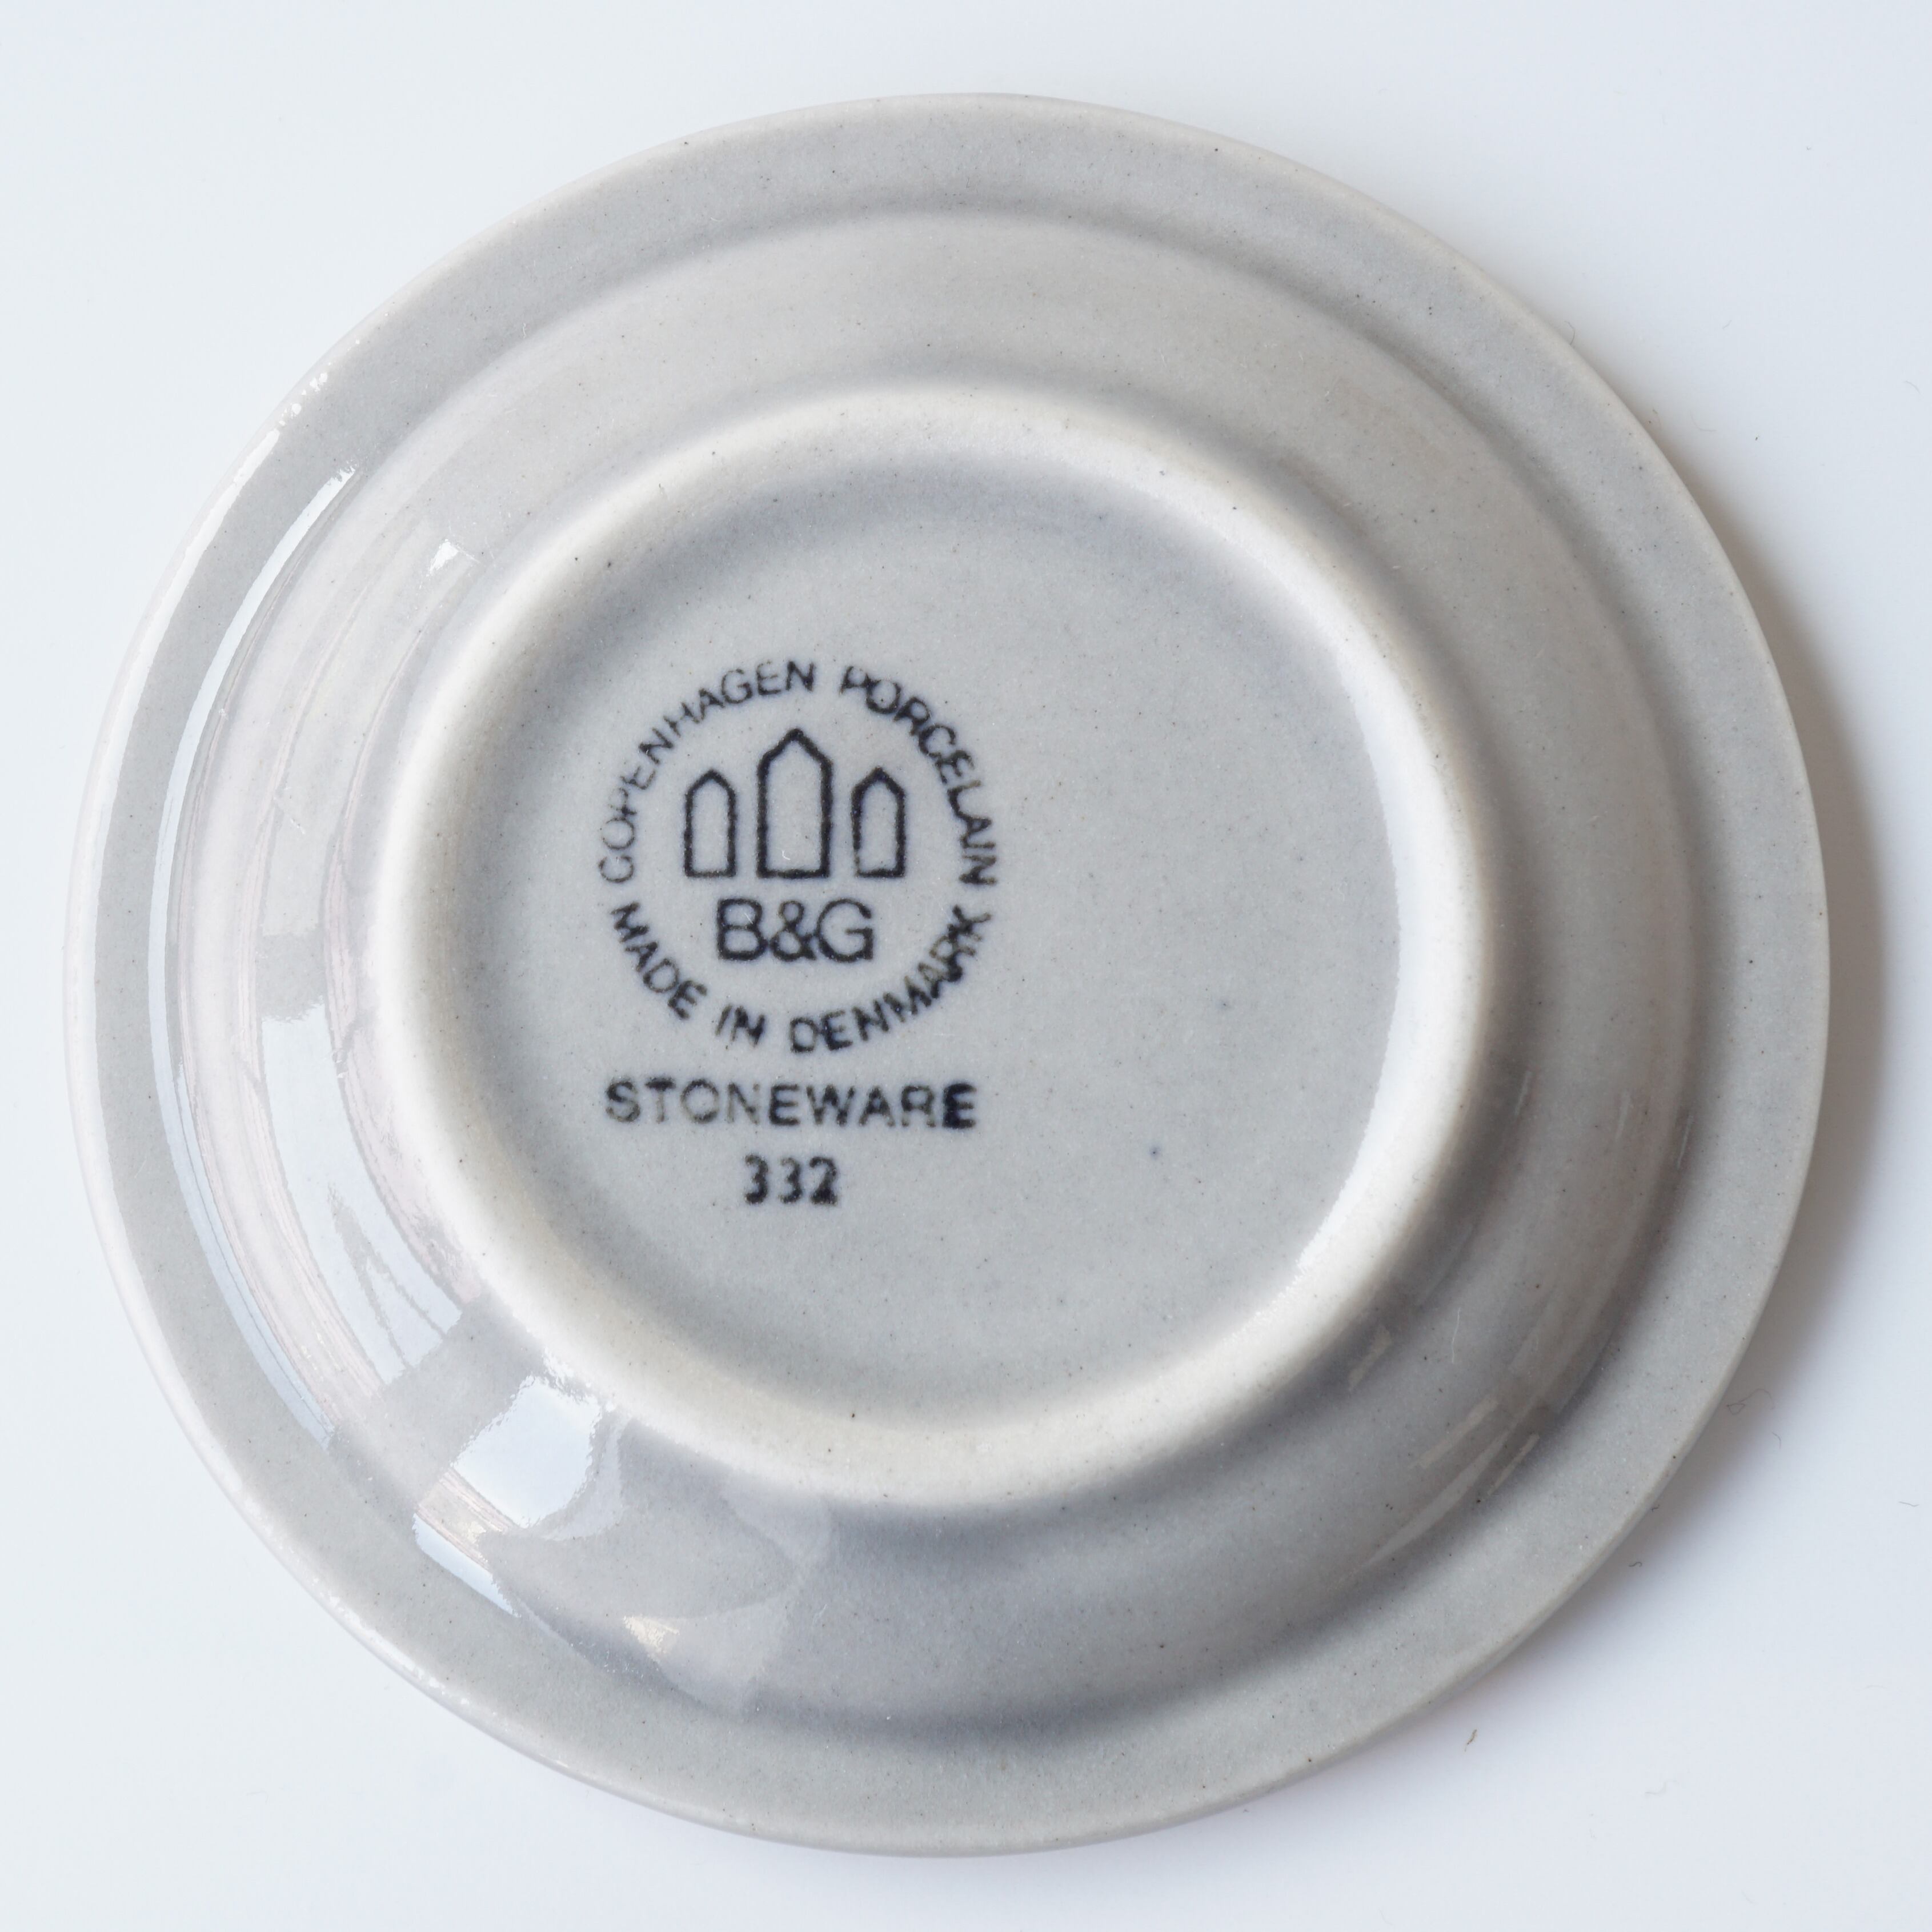 COPENHAGEN PORCELAIN
B&G
MADE IN DENMARK
STONEWARE
332